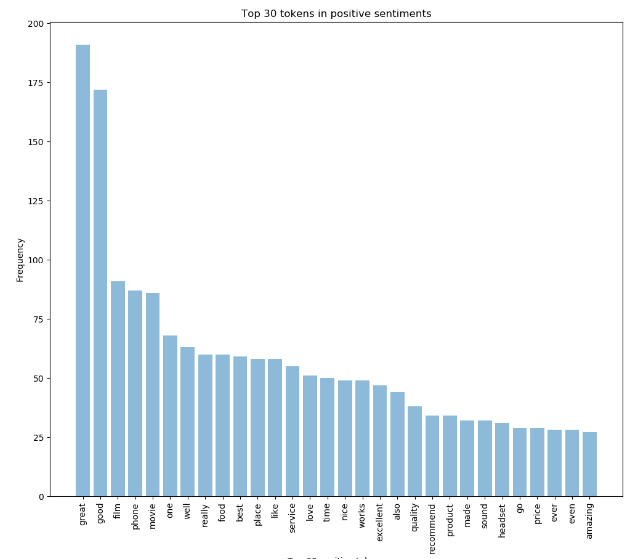 Top 30 tokens in positive sentiments
200
175
150
125
100
75
50
25
0
Frequency
great
good
film
phone
movie
one
well
really
food
best
place
like
service
love
time
nice
works
excellent
also
quality
recommend
product
made
sound
headset
go
price
ever
even
amazing